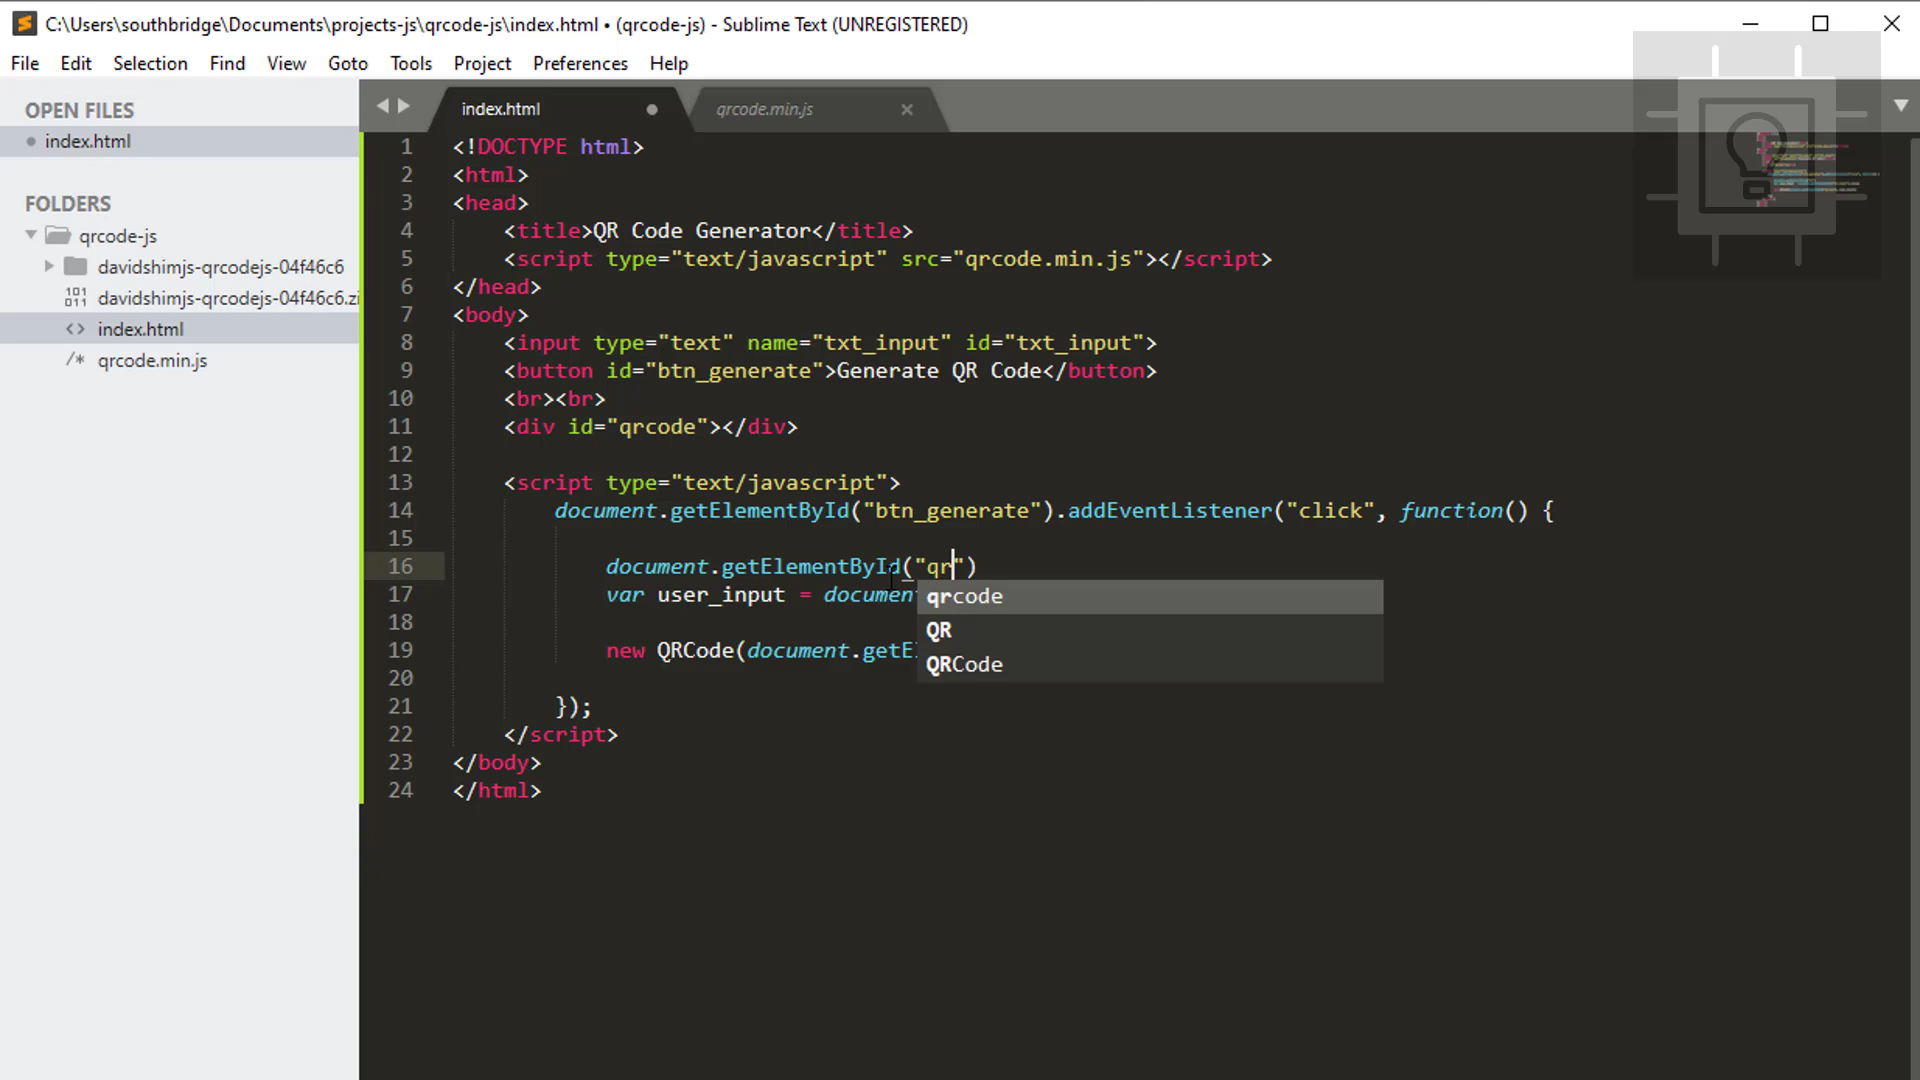 C:\Users\southbridge\Documents\projects-js\qrcode-js\index.html • (qrcode-js) - Sublime Text (UNREGISTERED)
File Edit Selection Find View Goto Tools Project Preferences Help
OPEN FILES
index.html
FOLDERS
qrcode-js
davidshimjs-qrcodejs-04f46c6
davidshimjs-qrcodejs-04f46c6.zi
index.html
qrcode.min.js
index.html qrcode.min.js
1 <!DOCTYPE html>
2 <html>
3 <head>
4 <title>QR Code Generator</title>
5 <script type="text/javascript" src="qrcode.min.js"></script>
6 </head>
7 <body>
8 <input type="text" name="txt_input" id="txt_input">
9 <button id="btn_generate">Generate QR Code</button>
10 <br><br>
11 <div id="qrcode"></div>
12
13 <script type="text/javascript">
14 document.getElementById("btn_generate").addEventListener("click", function() {
15
16 document.getElementById("qr")
17 var user_input = document
18
19 new QRCode(document.getE
20
21 });
22 </script>
23 </body>
24 </html>
qrcode
QR
QRCode